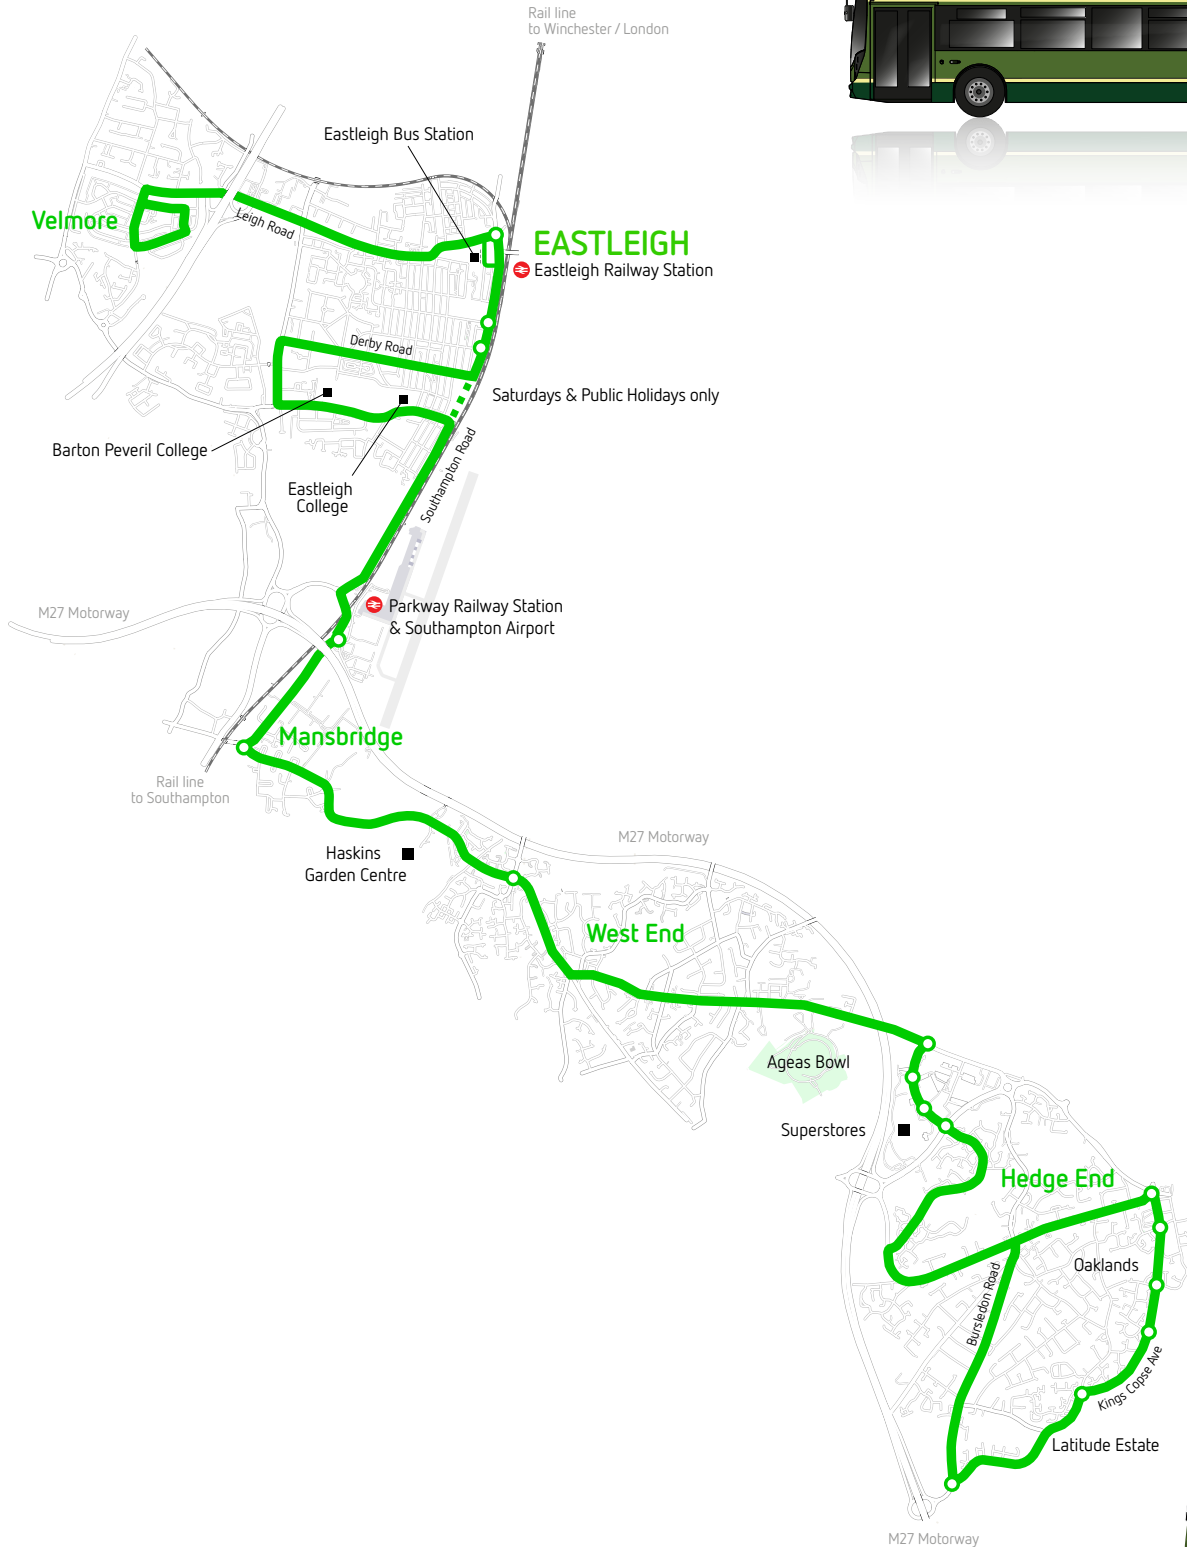 Rail line
to Winchester / London
Eastleigh Bus Station
Velmore
Leigh Road
EASTLEIGH
Eastleigh Railway Station
Derby Road
Saturdays & Public Holidays only
Barton Peveril College
Eastleigh
College
Southampton Road
M27 Motorway
Parkway Railway Station
& Southampton Airport
Mansbridge
Rail line
to Southampton
M27 Motorway
Haskins
Garden Centre
West End
Ageas Bowl
Superstores
Hedge End
Oaklands
Bursledon Road
Kings Copse Ave
Latitude Estate
M27 Motorway